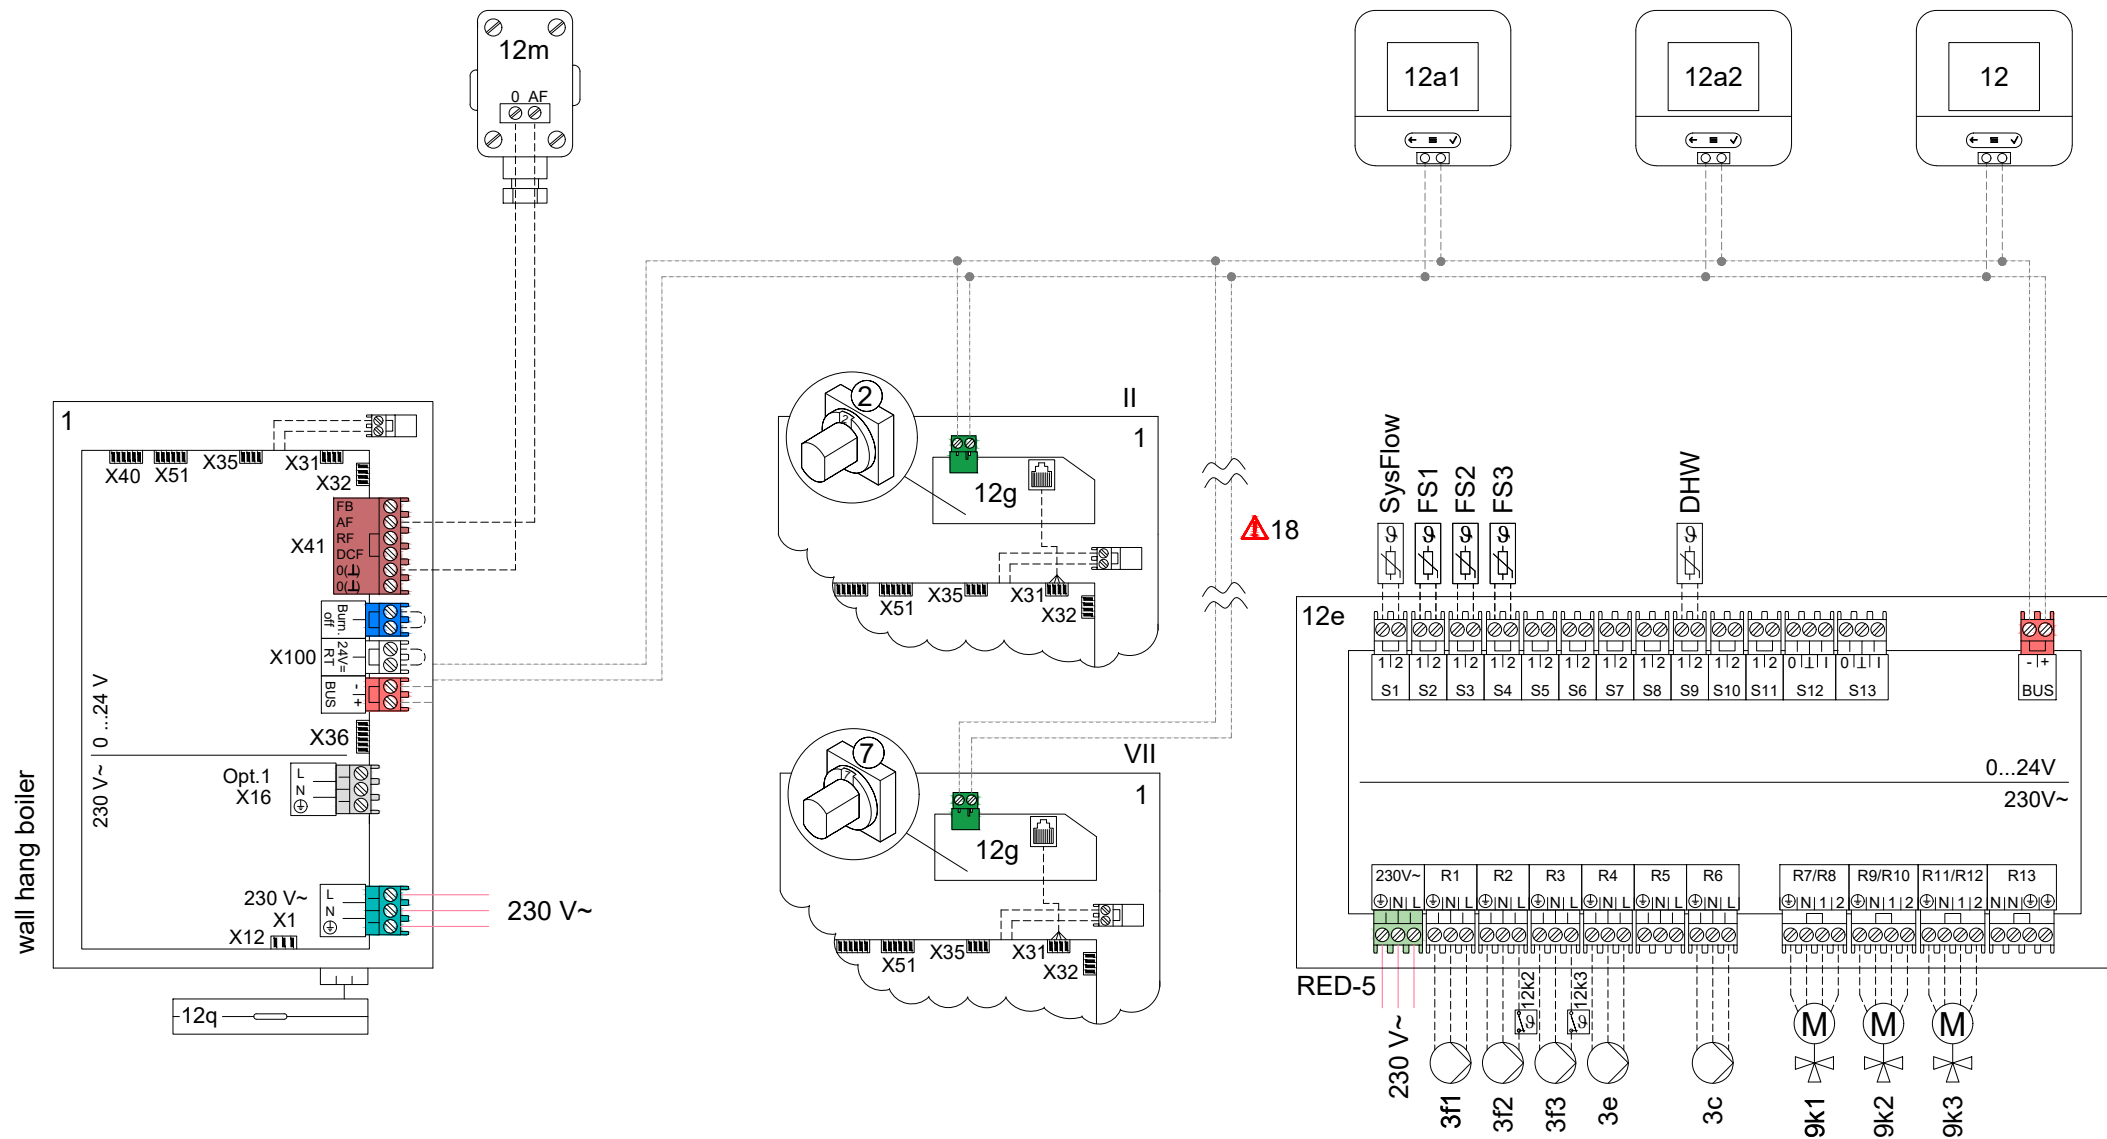 12m
0 AF
12a1
12a2
12
1
X40
X51
X35
X31
X32
FB
AF
RF
DCF
0(⊥)
0(⊥)
X41
Burn.
off
24V=
RT
X100
BUS
-
+
X36
0 ...24 V
230 V~
Opt.1
X16
L
N
⏚
230 V~
X1
L
N
⏚
230 V~
X12
12q
wall hang boiler
2
2
II
1
12g
X51
X35
X31
X32
18
7
7
VII
1
12g
X51
X35
X31
X32
SysFlow
FS1
FS2
FS3
DHW
ϑ
ϑ
ϑ
ϑ
ϑ
12e
1|2 1|2 1|2 1|2 1|2 1|2 1|2 1|2 1|2 1|2 1|2 0|⊥|I 0|⊥|I
- +
S1 S2 S3 S4 S5 S6 S7 S8 S9 S10 S11 S12 S13
BUS
0...24V
230V~
230V~ R1 R2 R3 R4 R5 R6 R7/R8 R9/R10 R11/R12 R13
⏚|N|L ⏚|N|L ⏚|N|L ⏚|N|L ⏚|N|L ⏚|N|L ⏚|N|L ⏚|N|1|2 ⏚|N|1|2 ⏚|N|1|2 N|N|⏚|⏚
RED-5
12k2
12k3
ϑ
ϑ
M
M
M
230 V~
3f1
3f2
3f3
3e
3c
9k1
9k2
9k3